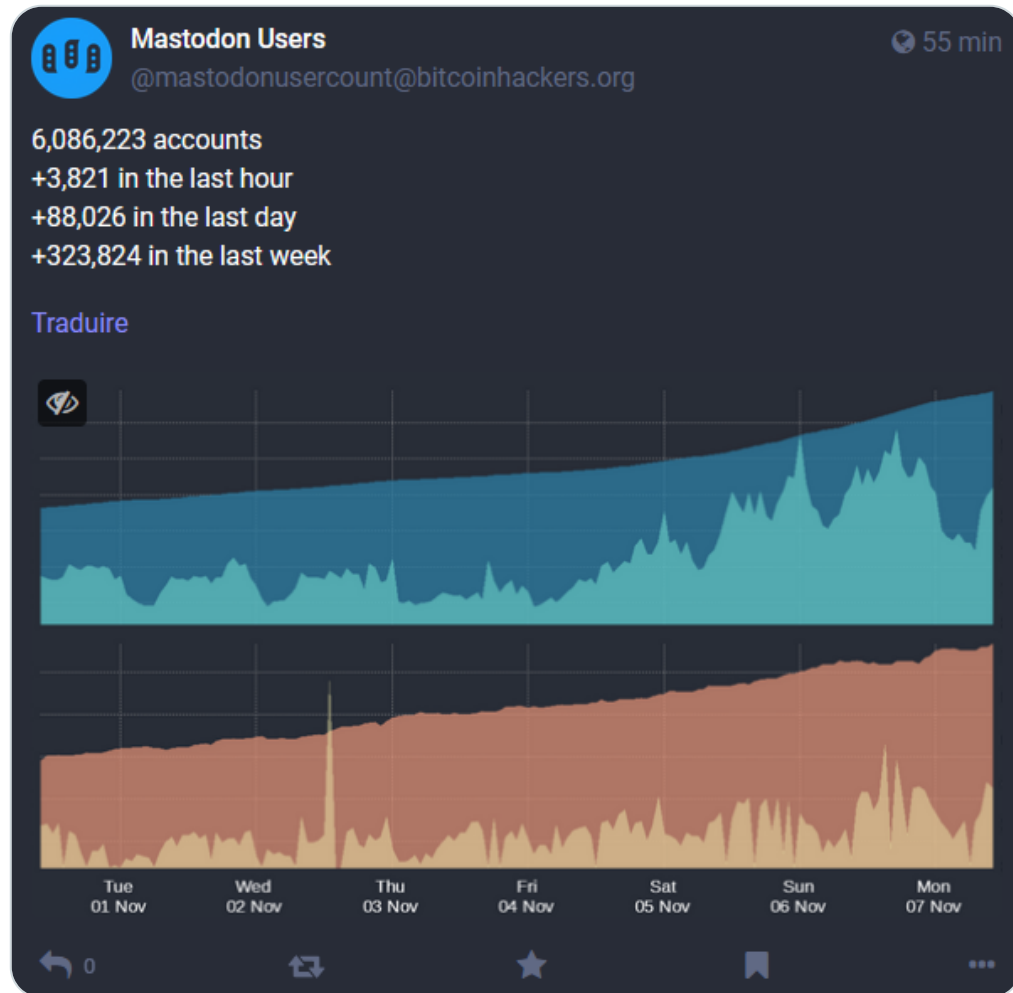 Mastodon Users
55 min
@mastodonusercount@bitcoinhackers.org
6,086,223 accounts
+3,821 in the last hour
+88,026 in the last day
+323,824 in the last week
Traduire
Tue Wed Thu Fri Sat Sun Mon
01 Nov 02 Nov 03 Nov 04 Nov 05 Nov 06 Nov 07 Nov
0